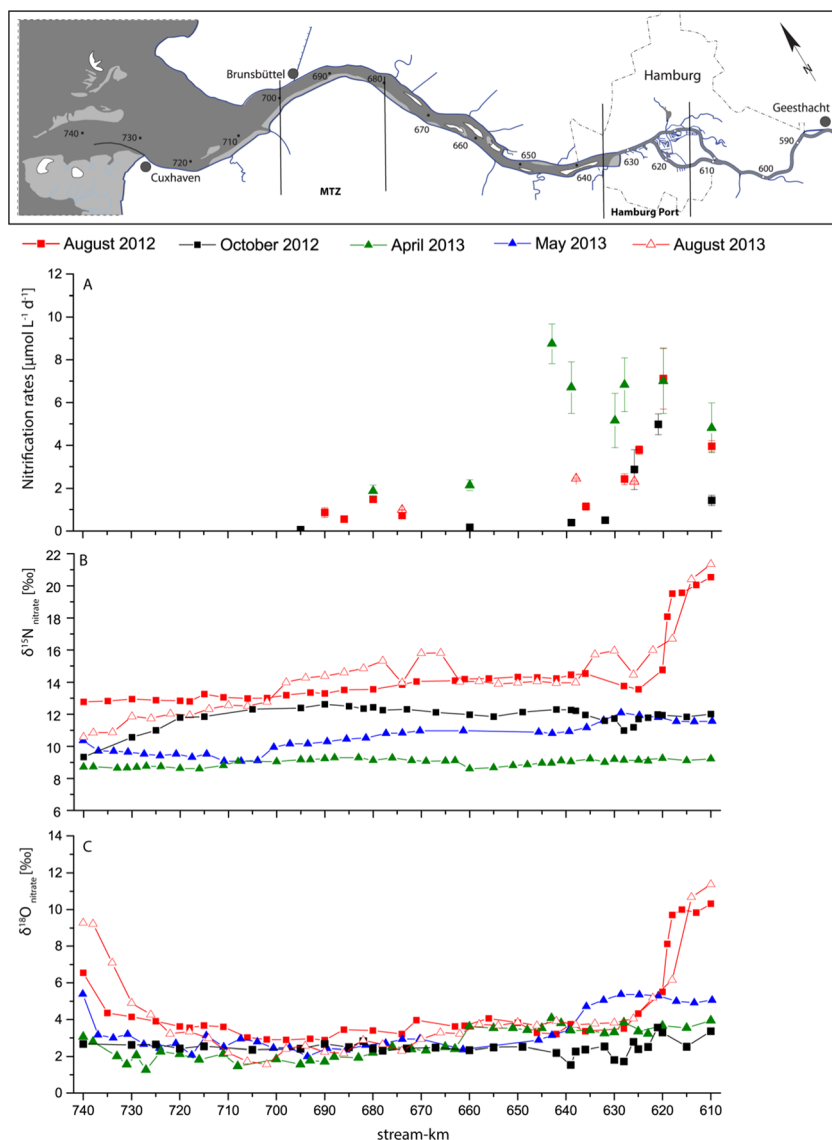 Hamburg
Brunsbüttel
Geesthacht
N
740
730
720
710
700
690
680
670
660
650
640
630
620
610
600
590
Cuxhaven
MTZ
Hamburg Port
August 2012
October 2012
April 2013
May 2013
August 2013
A
Nitrification rates [µmol L⁻¹ d⁻¹]
12
10
8
6
4
2
0
B
δ¹⁵N nitrate [‰]
22
20
18
16
14
12
10
8
6
C
δ¹⁸O nitrate [‰]
14
12
10
8
6
4
2
0
740 730 720 710 700 690 680 670 660 650 640 630 620 610
stream-km